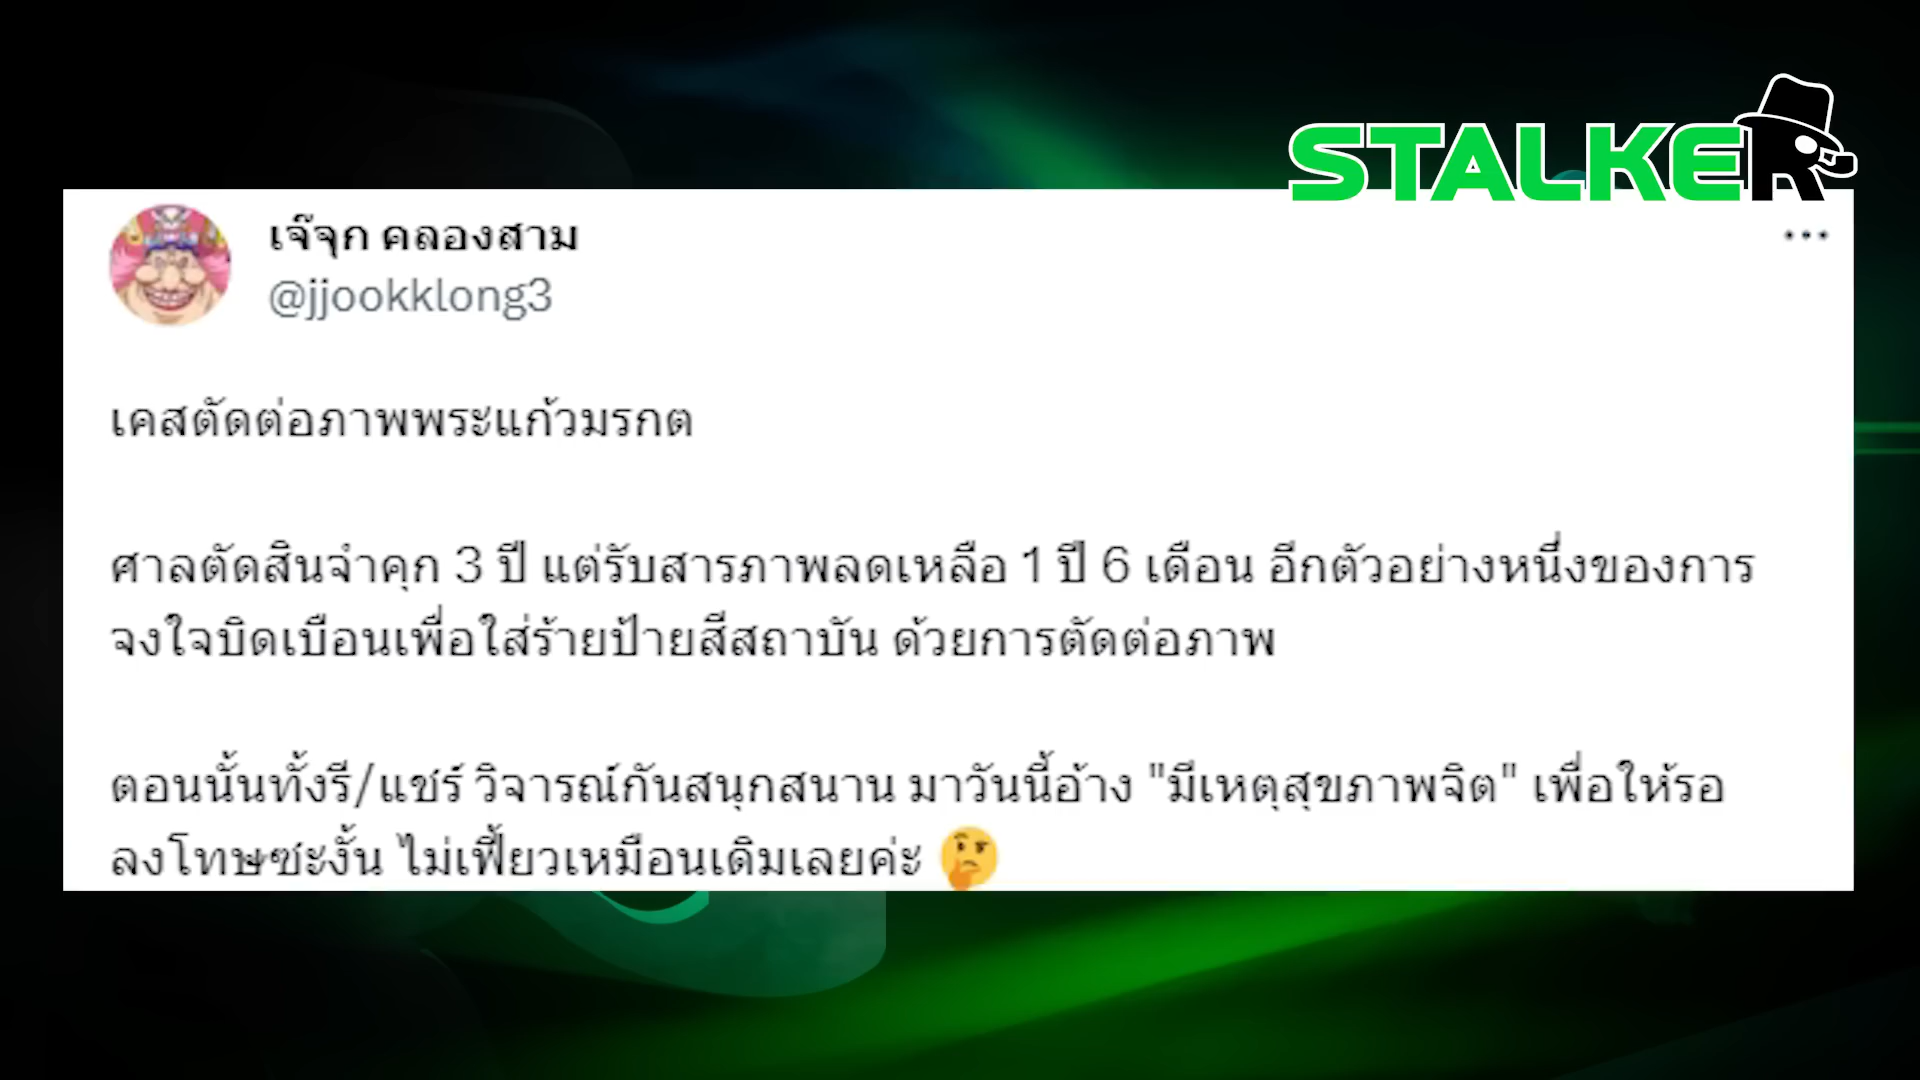 STALKER
เจ๊จุก คลองสาม
@jjookklong3
เคสตัดต่อภาพพระแก้วมรกต
ศาลตัดสินจำคุก 3 ปี แต่รับสารภาพลดเหลือ 1 ปี 6 เดือน อีกตัวอย่างหนึ่งของการ
จงใจบิดเบือนเพื่อใส่ร้ายป้ายสีสถาบัน ด้วยการตัดต่อภาพ
ตอนนั้นทั้งรี/แชร์ วิจารณ์กันสนุกสนาน มาวันนี้อ้าง "มีเหตุสุขภาพจิต" เพื่อให้รอ
ลงโทษซะงั้น ไม่เฟี้ยวเหมือนเดิมเลยค่ะ 🤔